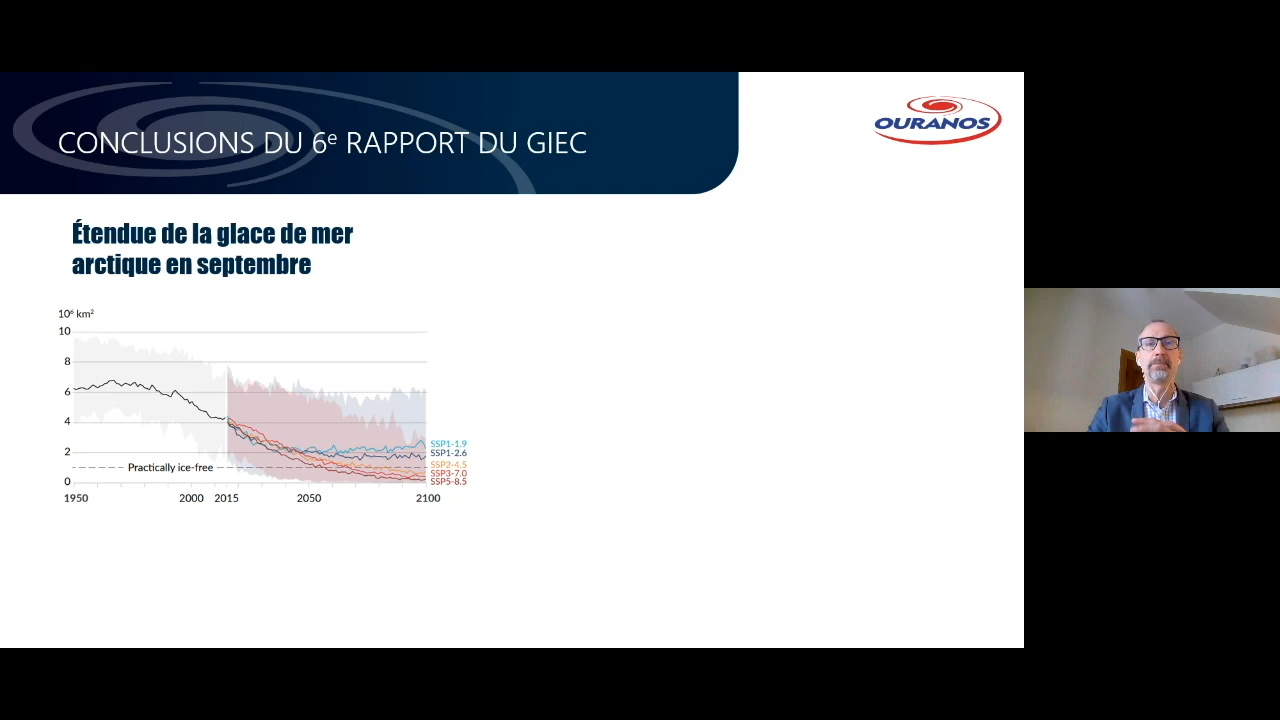 CONCLUSIONS DU 6e RAPPORT DU GIEC
OURANOS
Étendue de la glace de mer
arctique en septembre
10⁶ km²
10
8
6
4
2
0
Practically ice-free
SSP1-1.9
SSP1-2.6
SSP2-4.5
SSP3-7.0
SSP5-8.5
1950 2000 2015 2050 2100